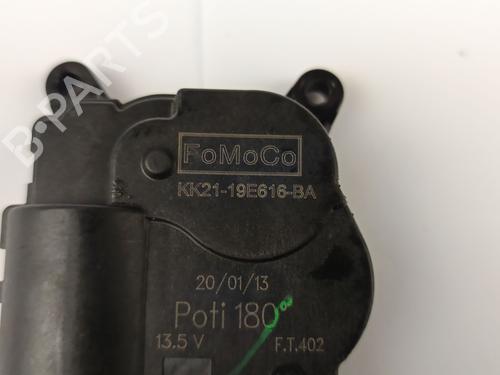 B-PARTS
FoMoCo
KK21-19E616-BA
20/01/13
Poti 180°
13.5 V F.T.402